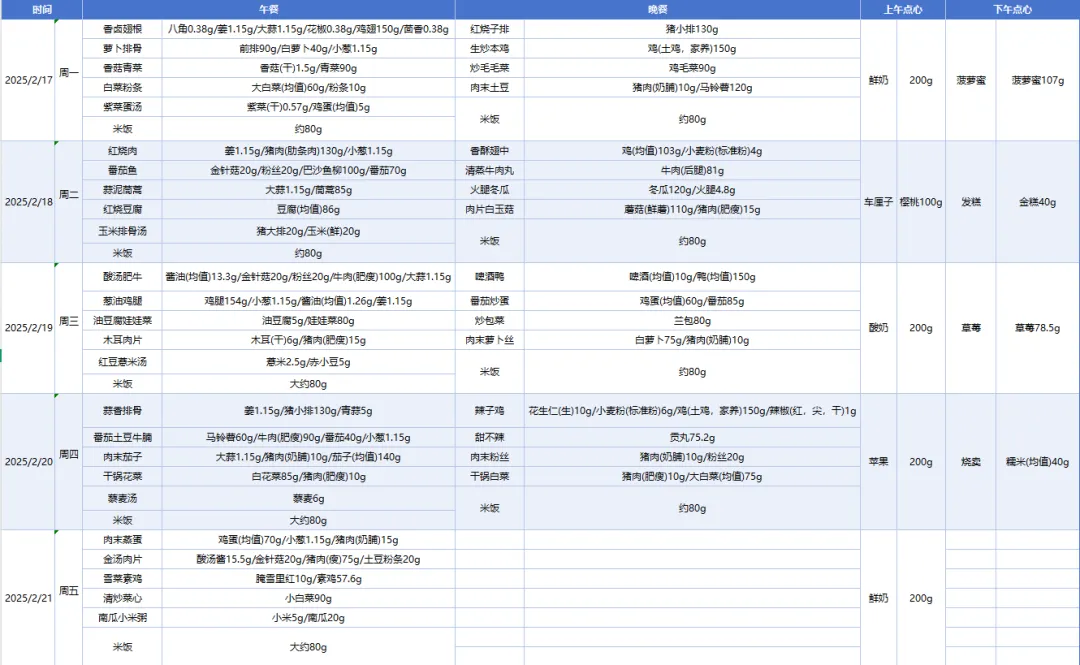 时间 午餐 晚餐 上午点心 下午点心
2025/2/17 周一
香卤翅根 八角0.38g/姜1.15g/大蒜1.15g/花椒0.38g/鸡翅150g/茴香0.38g 红烧子排 猪小排130g
萝卜排骨 前排90g/白萝卜40g/小葱1.15g 生炒本鸡 鸡(土鸡，家养)150g
香菇青菜 香菇(干)1.5g/青菜90g 炒毛毛菜 鸡毛菜90g
白菜粉条 大白菜(均值)60g/粉条10g 肉末土豆 猪肉(奶脯)10g/马铃薯120g
紫菜蛋汤 紫菜(干)0.57g/鸡蛋(均值)5g
米饭 约80g 米饭 约80g
鲜奶 200g 菠萝蜜 菠萝蜜107g
2025/2/18 周二
红烧肉 姜1.15g/猪肉(肋条肉)130g/小葱1.15g 香酥翅中 鸡(均值)103g/小麦粉(标准粉)4g
番茄鱼 金针菇20g/粉丝20g/巴沙鱼柳100g/番茄70g 清蒸牛肉丸 牛肉(后腿)81g
蒜泥茼蒿 大蒜1.15g/茼蒿85g 火腿冬瓜 冬瓜120g/火腿4.8g
红烧豆腐 豆腐(均值)86g 肉片白玉菇 蘑菇(鲜蘑)110g/猪肉(肥瘦)15g
玉米排骨汤 猪大排20g/玉米(鲜)20g
米饭 约80g 米饭 约80g
车厘子 樱桃100g 发糕 金糕40g
2025/2/19 周三
酸汤肥牛 酱油(均值)13.3g/金针菇20g/粉丝20g/牛肉(肥瘦)100g/大蒜1.15g 啤酒鸭 啤酒(均值)10g/鸭(均值)150g
葱油鸡腿 鸡腿154g/小葱1.15g/酱油(均值)1.26g/姜1.15g 番茄炒蛋 鸡蛋(均值)60g/番茄85g
油豆腐娃娃菜 油豆腐5g/娃娃菜80g 炒包菜 兰包80g
木耳肉片 木耳(干)6g/猪肉(肥瘦)15g 肉末萝卜丝 白萝卜75g/猪肉(奶脯)10g
红豆薏米汤 薏米2.5g/赤小豆5g
米饭 大约80g 米饭 约80g
酸奶 200g 草莓 草莓78.5g
2025/2/20 周四
蒜香排骨 姜1.15g/猪小排130g/青蒜5g 辣子鸡 花生仁(生)10g/小麦粉(标准粉)6g/鸡(土鸡，家养)150g/辣椒(红，尖，干)1g
番茄土豆牛腩 马铃薯60g/牛肉(肥瘦)90g/番茄40g/小葱1.15g 甜不辣 贡丸75.2g
肉末茄子 大蒜1.15g/猪肉(奶脯)10g/茄子(均值)140g 肉末粉丝 猪肉(奶脯)10g/粉丝20g
干锅花菜 白花菜85g/猪肉(肥瘦)10g 干锅白菜 猪肉(肥瘦)10g/大白菜(均值)75g
藜麦汤 藜麦6g
米饭 大约80g 米饭 约80g
苹果 200g 烧卖 糯米(均值)40g
2025/2/21 周五
肉末蒸蛋 鸡蛋(均值)70g/小葱1.15g/猪肉(奶脯)15g
金汤肉片 酸汤酱15.5g/金针菇20g/猪肉(瘦)75g/土豆粉条20g
雪菜素鸡 腌雪里红10g/素鸡57.6g
清炒菜心 小白菜90g
南瓜小米粥 小米5g/南瓜20g
米饭 大约80g
鲜奶 200g